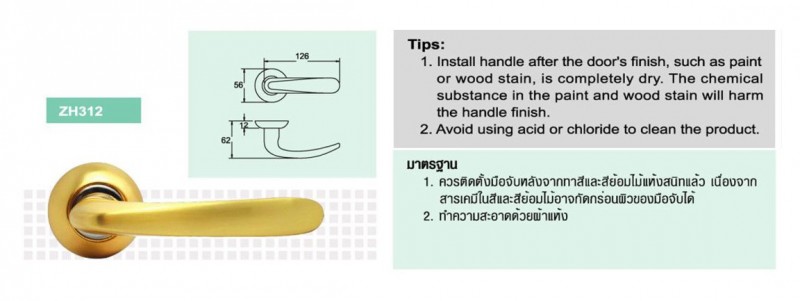 ZH312
126
56
12
62
Tips:
1. Install handle after the door's finish, such as paint
or wood stain, is completely dry. The chemical
substance in the paint and wood stain will harm
the handle finish.
2. Avoid using acid or chloride to clean the product.
มาตรฐาน
1. ควรติดตั้งมือจับหลังจากทาสีและสีย้อมไม้แห้งสนิทแล้ว เนื่องจาก
สารเคมีในสีและสีย้อมไม้อาจกัดกร่อนผิวของมือจับได้
2. ทำความสะอาดด้วยผ้าแห้ง